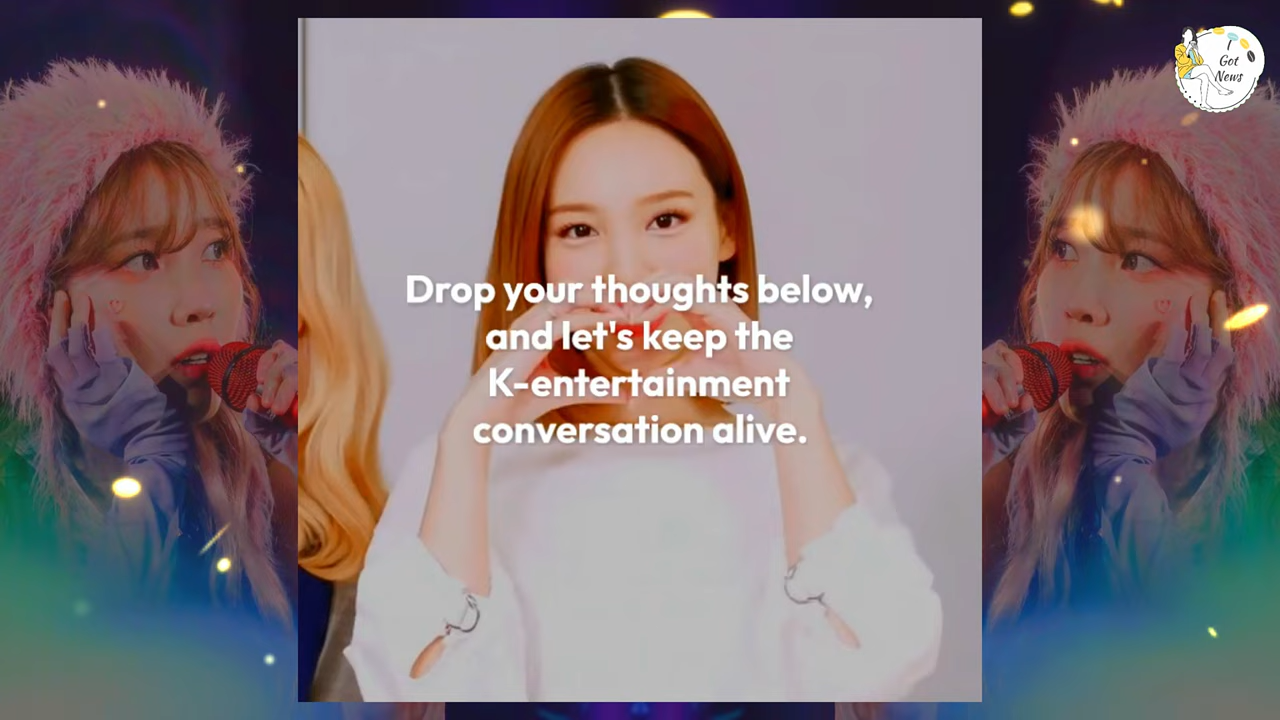 I
Got
News
Drop your thoughts below,
and let's keep the
K-entertainment
conversation alive.